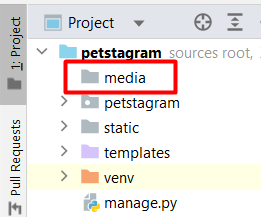 Project
1: Project
Pull Requests
petstagram sources root,
media
petstagram
static
templates
venv
manage.py